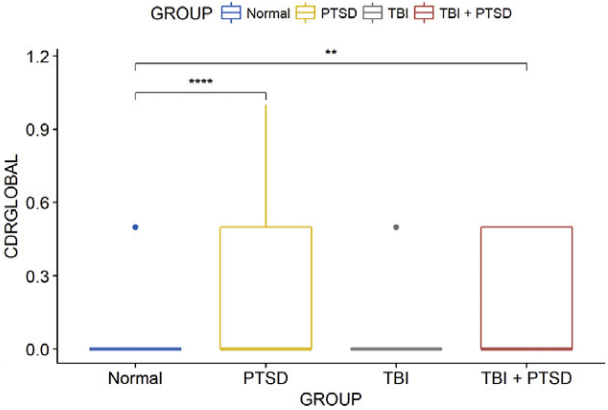 GROUP Normal PTSD TBI TBI + PTSD
1.2
**
****
0.9
0.6
0.3
0.0
CDRGLOBAL
Normal PTSD TBI TBI + PTSD
GROUP